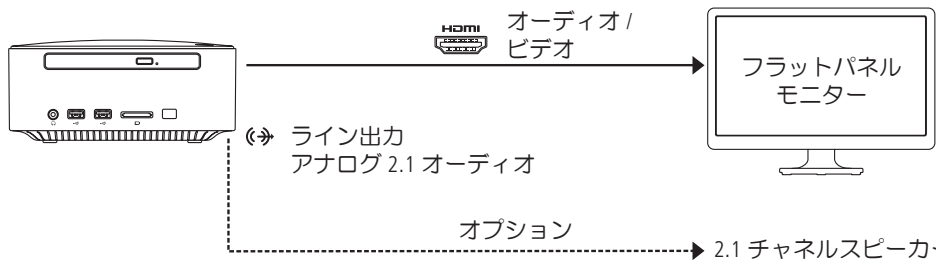 HDMI
オーディオ /
ビデオ
フラットパネル
モニター
ライン出力
アナログ 2.1 オーディオ
オプション
2.1 チャネルスピーカー